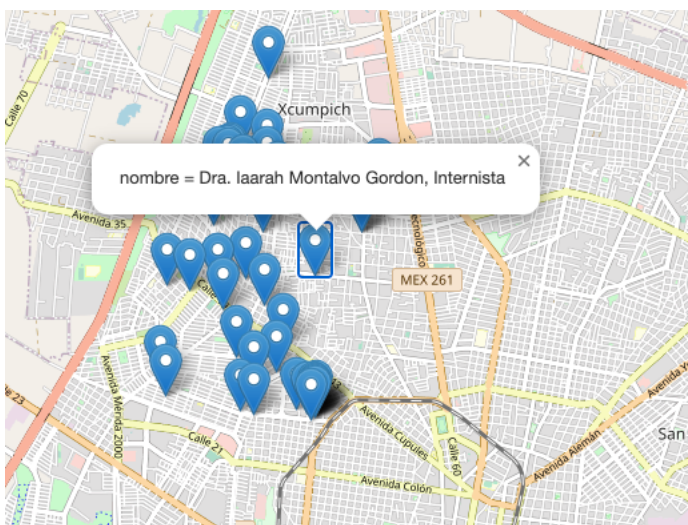 Calle 70
Xcumpich
×
nombre = Dra. Iaarah Montalvo Gordon, Internista
Avenida 35
MEX 261
Avenida Mérida 2000
Calle 21
Avenida Cupules
Calle 60
Avenida Alemán
San
Avenida Colón